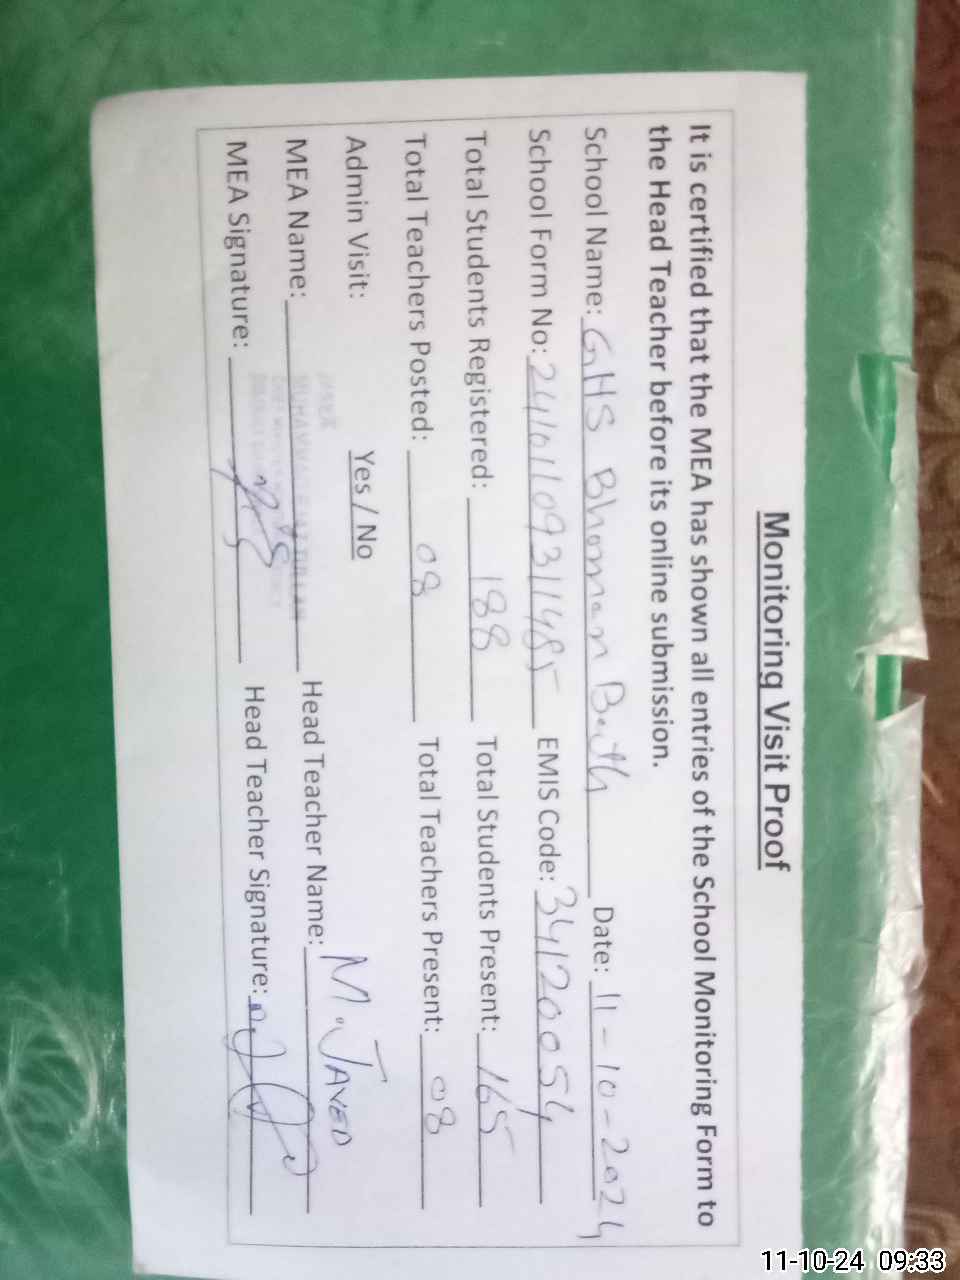 Monitoring Visit Proof
It is certified that the MEA has shown all entries of the School Monitoring Form to
the Head Teacher before its online submission.
School Name: GHS Bhoman Bath Date: 11-10-2024
School Form No: 24101109311485 EMIS Code: 34120054
Total Students Registered: 188 Total Students Present: 165
Total Teachers Posted: 08 Total Teachers Present: 08
Admin Visit: Yes / No
MEA Name: Head Teacher Name: M. JAVED
MEA Signature: Head Teacher Signature:
11-10-24 09:33